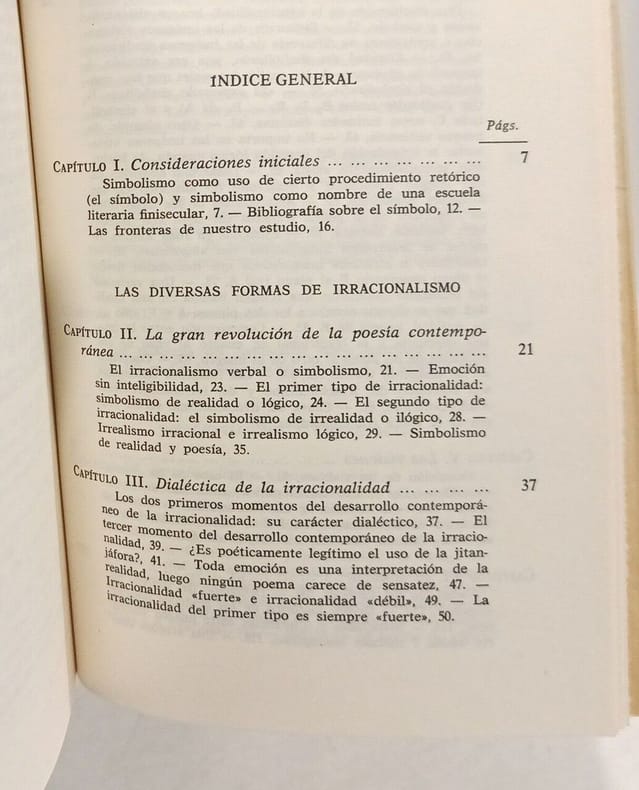 ÍNDICE GENERAL
Págs.
CAPÍTULO I. Consideraciones iniciales ... ... ... ... ... ... ... 7
Simbolismo como uso de cierto procedimiento retórico
(el símbolo) y simbolismo como nombre de una escuela
literaria finisecular, 7. — Bibliografía sobre el símbolo, 12. —
Las fronteras de nuestro estudio, 16.
LAS DIVERSAS FORMAS DE IRRACIONALISMO
CAPÍTULO II. La gran revolución de la poesía contempo-
ránea ... ... ... ... ... ... ... ... ... ... ... ... ... ... ... ... ... 21
El irracionalismo verbal o simbolismo, 21. — Emoción
sin inteligibilidad, 23. — El primer tipo de irracionalidad:
simbolismo de realidad o lógico, 24. — El segundo tipo de
irracionalidad: el simbolismo de irrealidad o ilógico, 28. —
Irrealismo irracional e irrealismo lógico, 29. — Simbolismo
de realidad y poesía, 35.
CAPÍTULO III. Dialéctica de la irracionalidad ... ... ... ... 37
Los dos primeros momentos del desarrollo contemporá-
neo de la irracionalidad: su carácter dialéctico, 37. — El
tercer momento del desarrollo contemporáneo de la irracio-
nalidad, 39. — ¿Es poéticamente legítimo el uso de la jitan-
jáfora?, 41. — Toda emoción es una interpretación de la
realidad, luego ningún poema carece de sensatez, 47. —
Irracionalidad «fuerte» e irracionalidad «débil», 49. — La
irracionalidad del primer tipo es siempre «fuerte», 50.